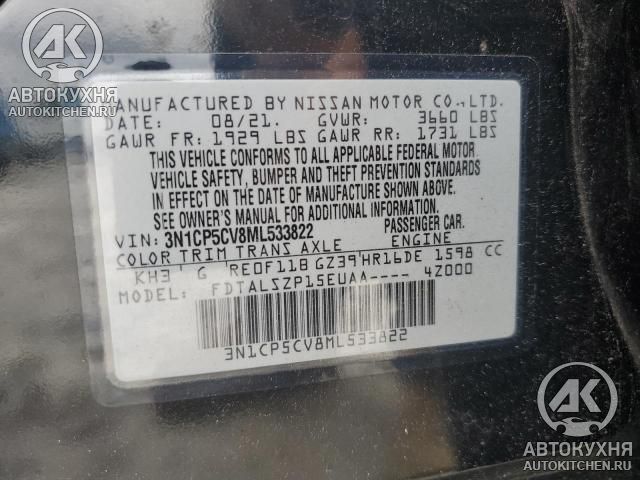 АК
АВТОКУХНЯ
AUTOKITCHEN.RU
MANUFACTURED BY NISSAN MOTOR CO.,LTD.
DATE: 08/21. GVWR: 3660 LBS
GAWR FR: 1929 LBS GAWR RR: 1731 LBS
THIS VEHICLE CONFORMS TO ALL APPLICABLE FEDERAL MOTOR
VEHICLE SAFETY, BUMPER AND THEFT PREVENTION STANDARDS
IN EFFECT ON THE DATE OF MANUFACTURE SHOWN ABOVE.
SEE OWNER'S MANUAL FOR ADDITIONAL INFORMATION.
VIN: 3N1CP5CV8ML533822 PASSENGER CAR.
COLOR TRIM TRANS AXLE ENGINE
KH3 G RE0F11B GZ39 HR16DE 1598 CC
MODEL: FDTALSZP15EUAA---- 4Z000
3N1CP5CV8ML533822
АК
АВТОКУХНЯ
AUTOKITCHEN.RU